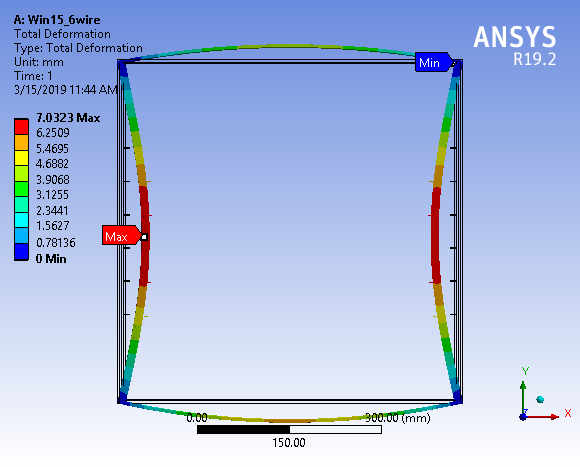 A: Win15_6wire
Total Deformation
Type: Total Deformation
Unit: mm
Time: 1
3/15/2019 11:44 AM
7.0323 Max
6.2509
5.4695
4.6882
3.9068
3.1255
2.3441
1.5627
0.78136
0 Min
ANSYS
R19.2
Min
Max
0.00
300.00 (mm)
150.00
Y
Z
X